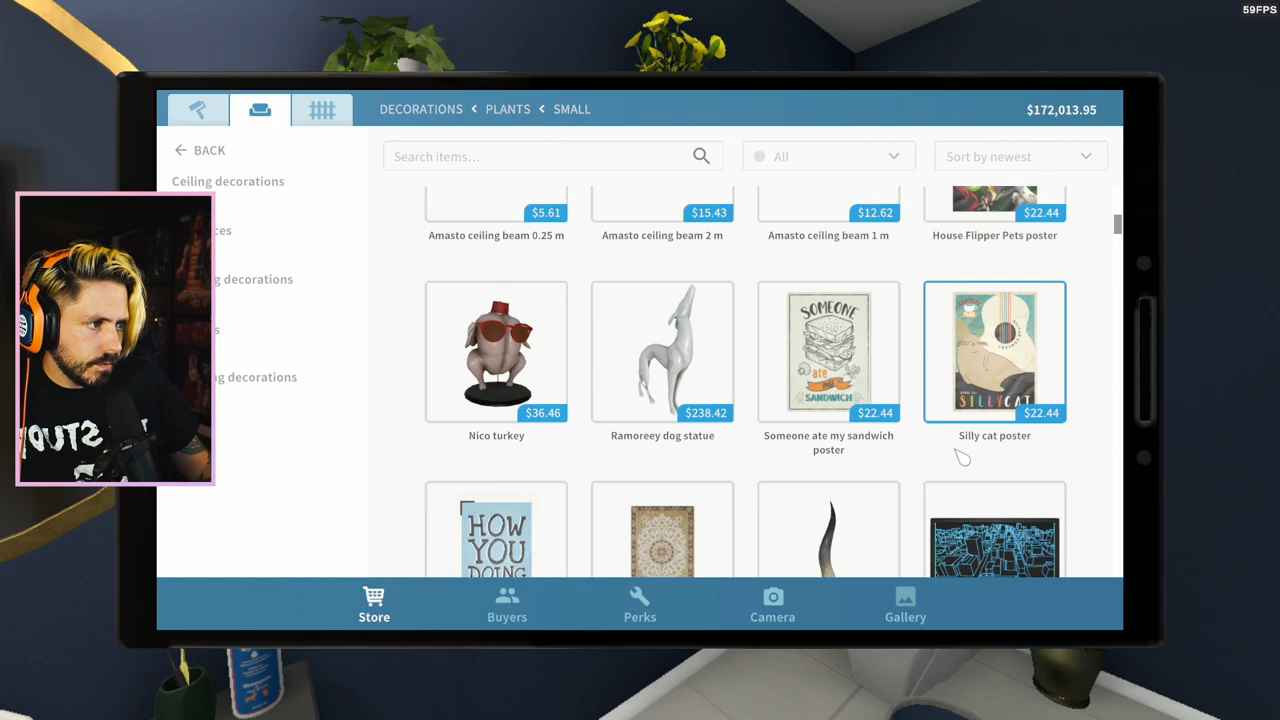 59FPS
DECORATIONS < PLANTS < SMALL
$172,013.95
BACK
Search items...
All
Sort by newest
Ceiling decorations
ces
g decorations
s
ng decorations
$5.61
$15.43
$12.62
$22.44
Amasto ceiling beam 0.25 m
Amasto ceiling beam 2 m
Amasto ceiling beam 1 m
House Flipper Pets poster
SOMEONE
ate
SANDWICH
SILLYCAT
$36.46
$238.42
$22.44
$22.44
Nico turkey
Ramoreey dog statue
Someone ate my sandwich
poster
Silly cat poster
HOW
YOU
DOING
Store
Buyers
Perks
Camera
Gallery